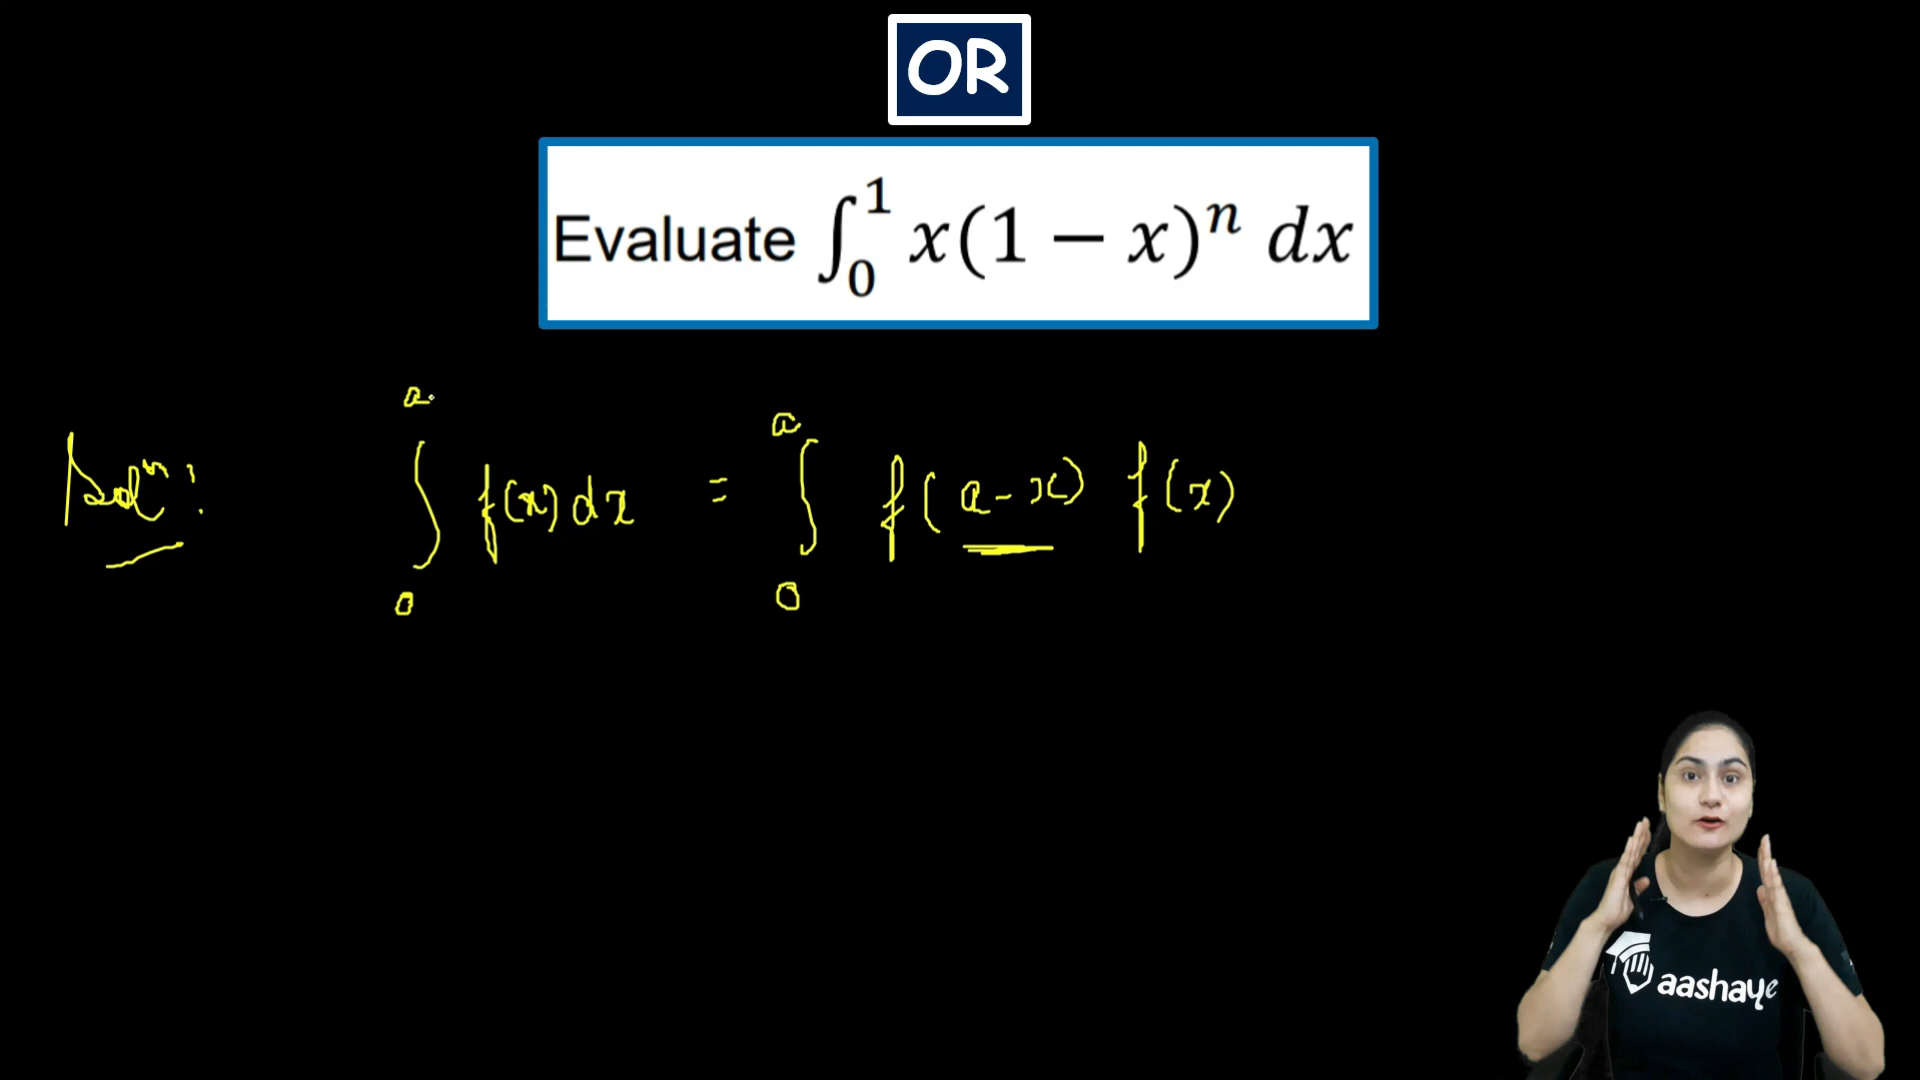 OR
Evaluate ∫₀¹ x(1 − x)ⁿ dx
Solⁿ: ∫₀ᵃ f(x) dx = ∫₀ᵃ f(a-x) f(x)
aashaye